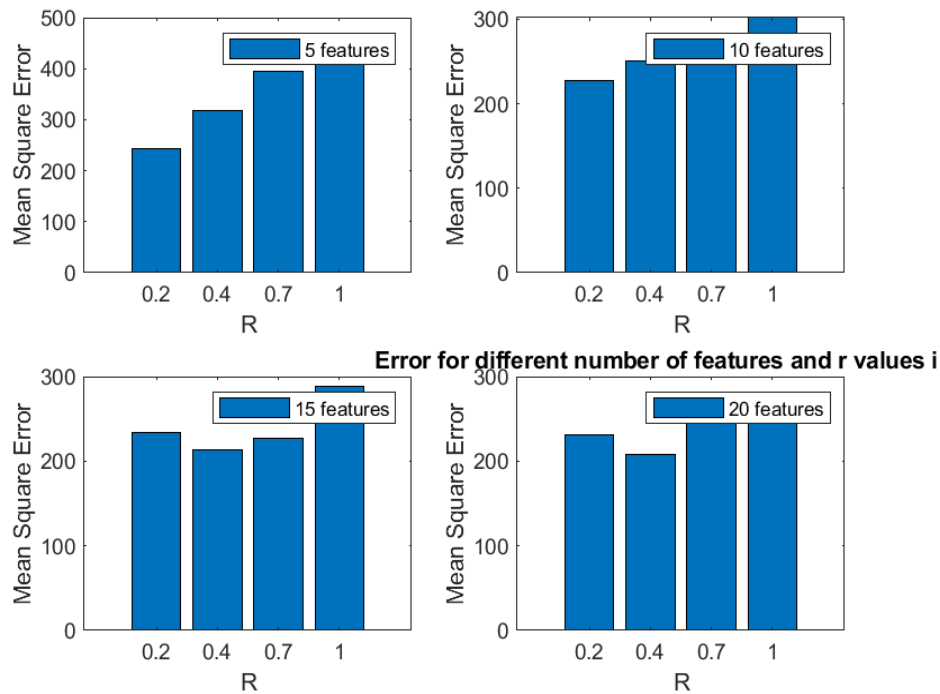 500
400
300
200
100
0
Mean Square Error
5 features
0.2 0.4 0.7 1
R
300
200
100
0
Mean Square Error
10 features
0.2 0.4 0.7 1
R
300
200
100
0
Mean Square Error
15 features
0.2 0.4 0.7 1
R
Error for different number of features and r values i
300
200
100
0
Mean Square Error
20 features
0.2 0.4 0.7 1
R